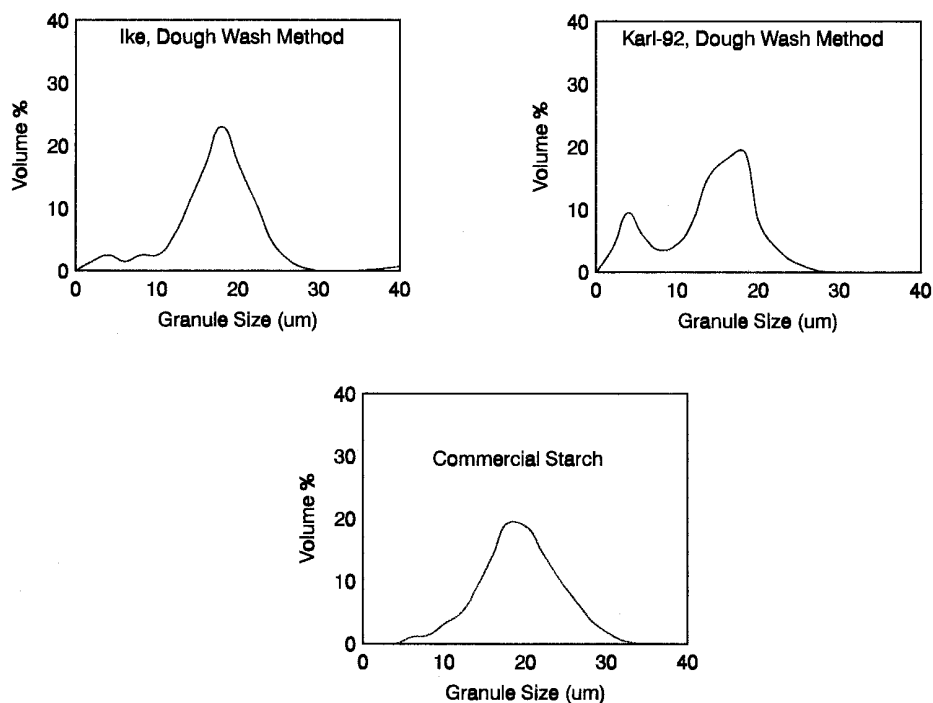 40
30
20
10
0
Volume %
Ike, Dough Wash Method
0 10 20 30 40
Granule Size (um)
40
30
20
10
0
Volume %
Karl-92, Dough Wash Method
0 10 20 30 40
Granule Size (um)
40
30
20
10
0
Volume %
Commercial Starch
0 10 20 30 40
Granule Size (um)